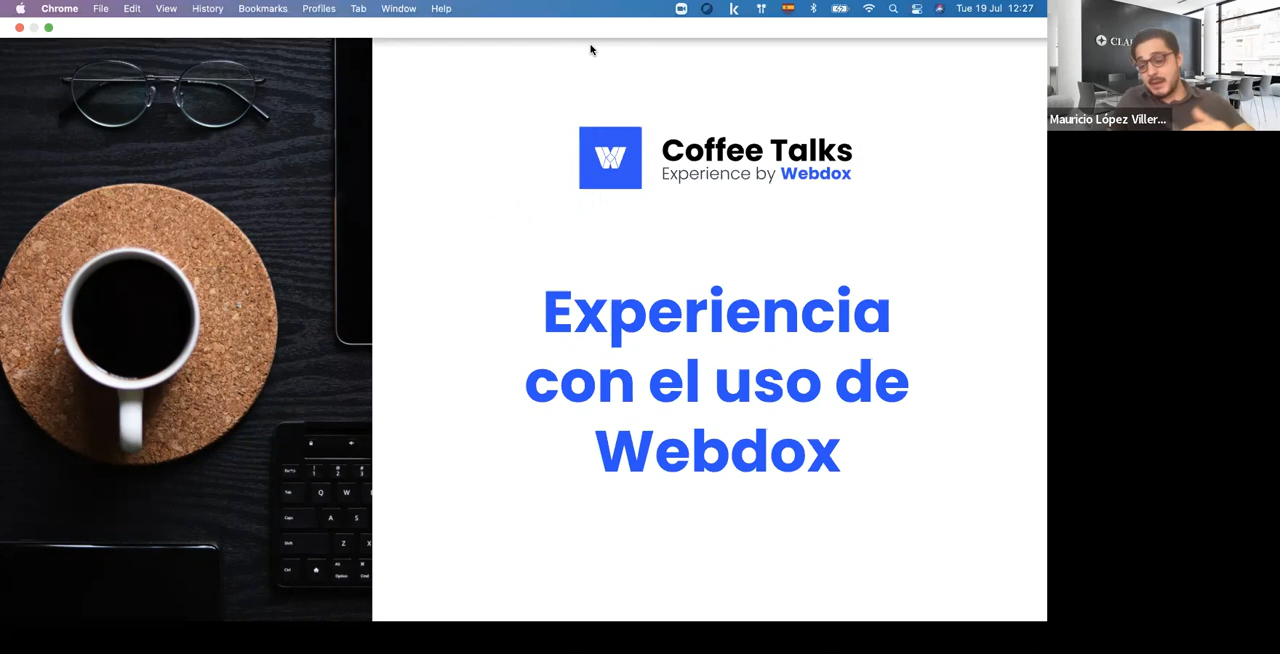 Chrome File Edit View History Bookmarks Profiles Tab Window Help Tue 19 Jul 12:27
Coffee Talks
Experience by Webdox
Experiencia
con el uso de
Webdox
Mauricio López Viller...
Q W
A S
Z X